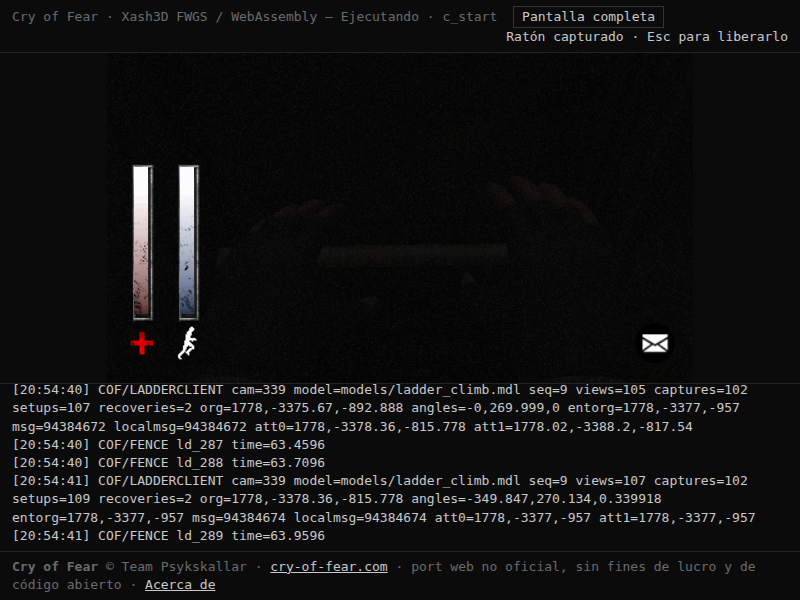 Cry of Fear · Xash3D FWGS / WebAssembly — Ejecutando · c_start
Pantalla completa
Ratón capturado · Esc para liberarlo
[20:54:40] COF/LADDERCLIENT cam=339 model=models/ladder_climb.mdl seq=9 views=105 captures=102
setups=107 recoveries=2 org=1778,-3375.67,-892.888 angles=-0,269.999,0 entorg=1778,-3377,-957
msg=94384672 localmsg=94384672 att0=1778,-3378.36,-815.778 att1=1778.02,-3388.2,-817.54
[20:54:40] COF/FENCE ld_287 time=63.4596
[20:54:40] COF/FENCE ld_288 time=63.7096
[20:54:41] COF/LADDERCLIENT cam=339 model=models/ladder_climb.mdl seq=9 views=107 captures=102
setups=109 recoveries=2 org=1778,-3378.36,-815.778 angles=-349.847,270.134,0.339918
entorg=1778,-3377,-957 msg=94384674 localmsg=94384674 att0=1778,-3377,-957 att1=1778,-3377,-957
[20:54:41] COF/FENCE ld_289 time=63.9596
Cry of Fear © Team Psykskallar · cry-of-fear.com · port web no oficial, sin fines de lucro y de
código abierto · Acerca de